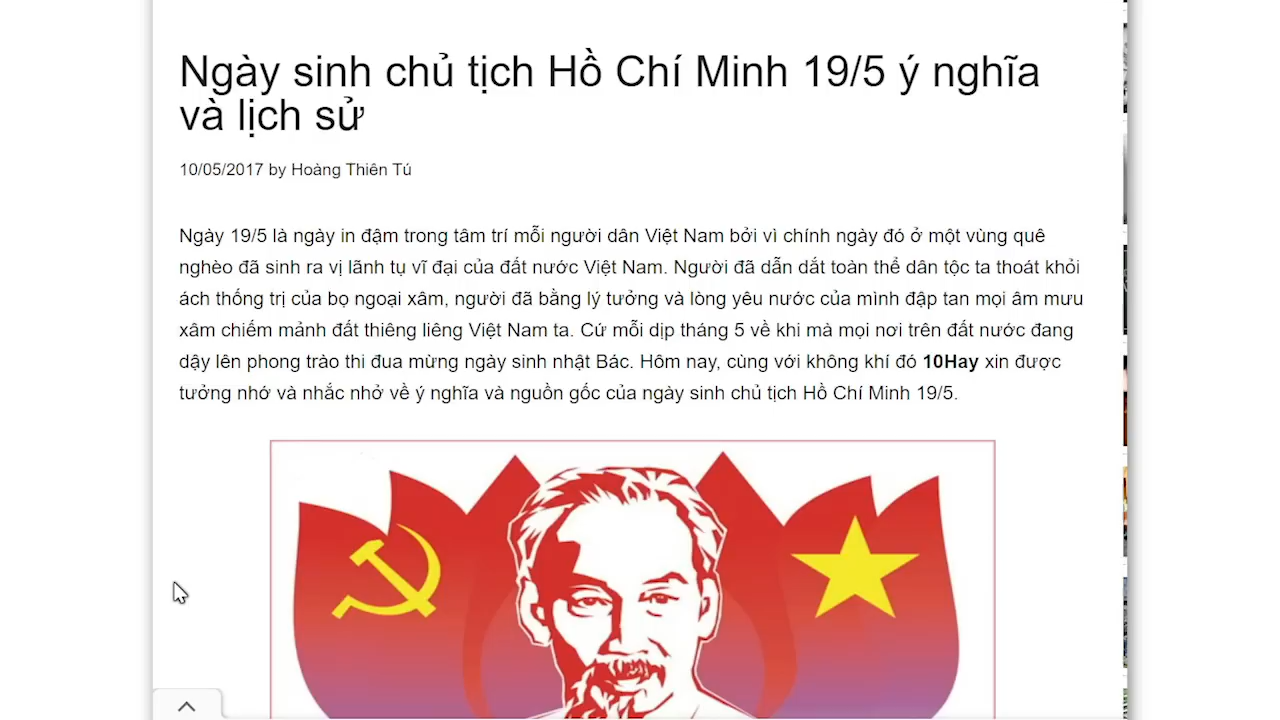 Ngày sinh chủ tịch Hồ Chí Minh 19/5 ý nghĩa
và lịch sử
10/05/2017 by Hoàng Thiên Tú
Ngày 19/5 là ngày in đậm trong tâm trí mỗi người dân Việt Nam bởi vì chính ngày đó ở một vùng quê
nghèo đã sinh ra vị lãnh tụ vĩ đại của đất nước Việt Nam. Người đã dẫn dắt toàn thể dân tộc ta thoát khỏi
ách thống trị của bọ ngoại xâm, người đã bằng lý tưởng và lòng yêu nước của mình đập tan mọi âm mưu
xâm chiếm mảnh đất thiêng liêng Việt Nam ta. Cứ mỗi dịp tháng 5 về khi mà mọi nơi trên đất nước đang
dậy lên phong trào thi đua mừng ngày sinh nhật Bác. Hôm nay, cùng với không khí đó 10Hay xin được
tưởng nhớ và nhắc nhở về ý nghĩa và nguồn gốc của ngày sinh chủ tịch Hồ Chí Minh 19/5.